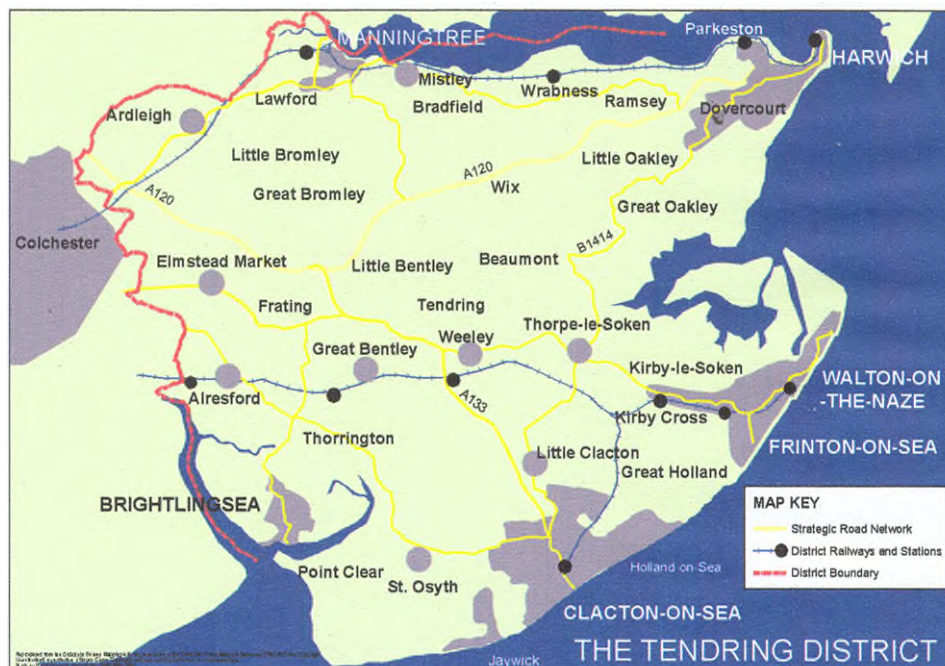 Parkeston
MANNINGTREE
HARWICH
Mistley
Wrabness
Lawford
Bradfield
Ramsey
Dovercourt
Ardleigh
Little Bromley
Little Oakley
A120
Wix
A120
Great Bromley
Great Oakley
Colchester
B1414
Elmstead Market
Little Bentley
Beaumont
Frating
Tendring
Thorpe-le-Soken
Weeley
Great Bentley
Kirby-le-Soken
WALTON-ON
-THE-NAZE
Alresford
A133
Kirby Cross
Thorrington
FRINTON-ON-SEA
Little Clacton
Great Holland
BRIGHTLINGSEA
MAP KEY
Strategic Road Network
District Railways and Stations
District Boundary
Point Clear
St. Osyth
Holland on-Sea
CLACTON-ON-SEA
THE TENDRING DISTRICT
Jaywick